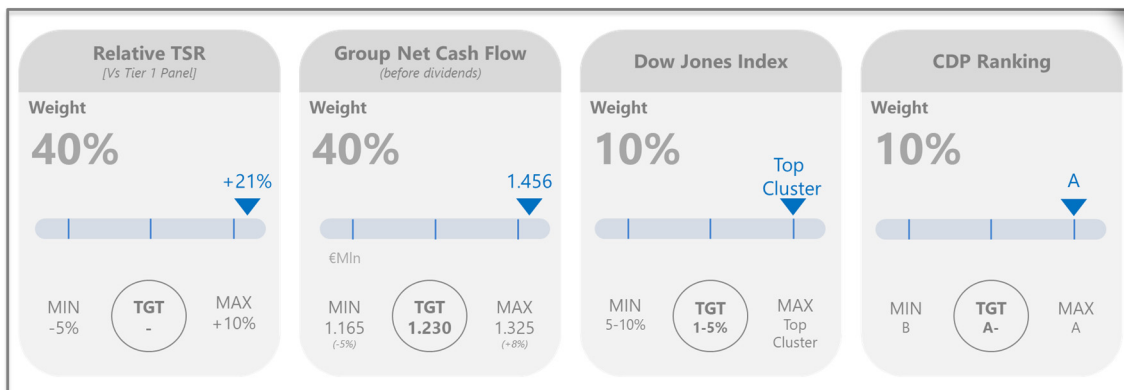 Relative TSR
[Vs Tier 1 Panel]
Weight
40%
+21%
MIN
-5%
TGT
-
MAX
+10%
Group Net Cash Flow
(before dividends)
Weight
40%
1.456
€Mln
MIN
1.165
(-5%)
TGT
1.230
MAX
1.325
(+8%)
Dow Jones Index
Weight
10%
Top
Cluster
MIN
5-10%
TGT
1-5%
MAX
Top
Cluster
CDP Ranking
Weight
10%
A
MIN
B
TGT
A-
MAX
A